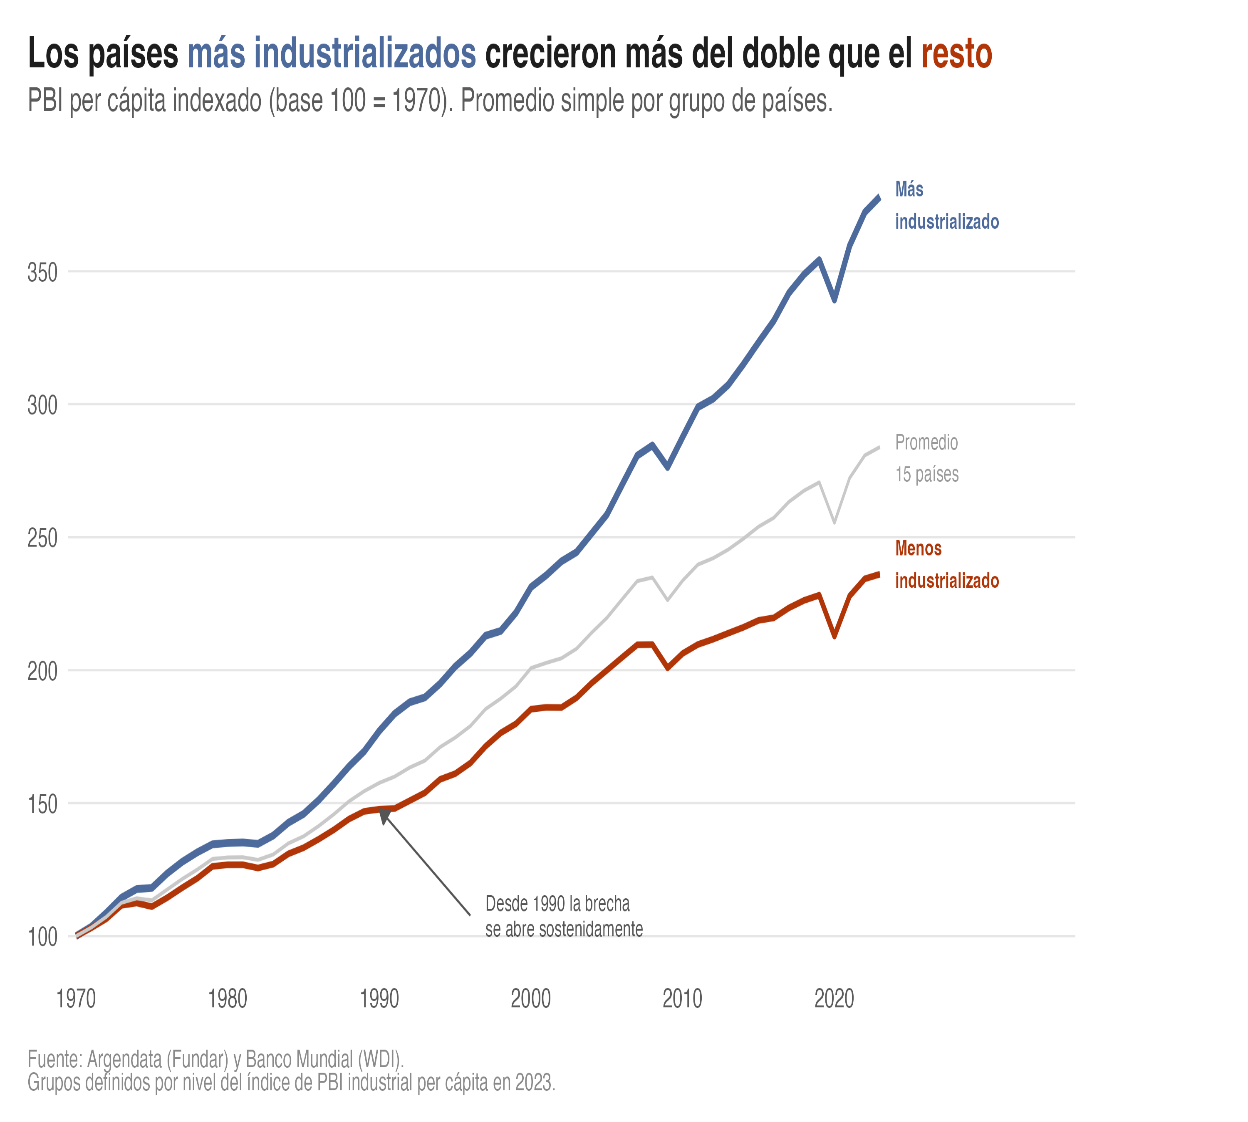 Los países más industrializados crecieron más del doble que el resto
PBI per cápita indexado (base 100 = 1970). Promedio simple por grupo de países.
Más
industrializado
350
300
Promedio
15 países
250
Menos
industrializado
200
150
Desde 1990 la brecha
se abre sostenidamente
100
1970 1980 1990 2000 2010 2020
Fuente: Argendata (Fundar) y Banco Mundial (WDI).
Grupos definidos por nivel del índice de PBI industrial per cápita en 2023.